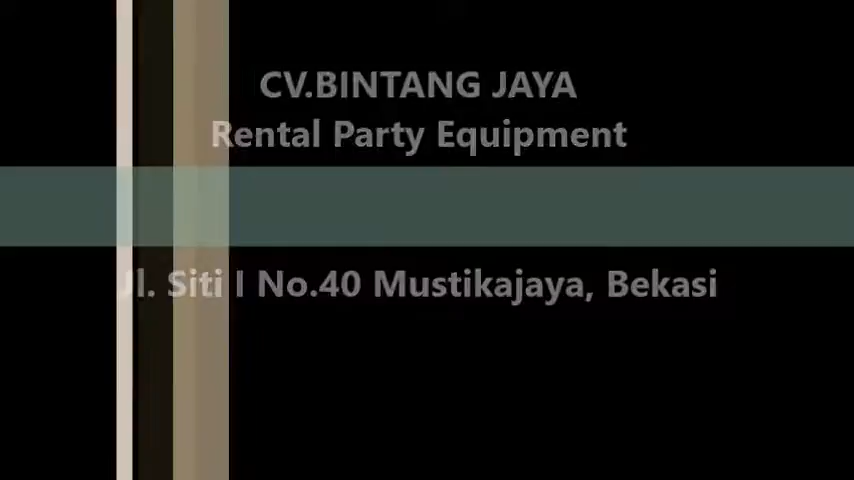 CV.BINTANG JAYA
Rental Party Equipment
Jl. Siti I No.40 Mustikajaya, Bekasi